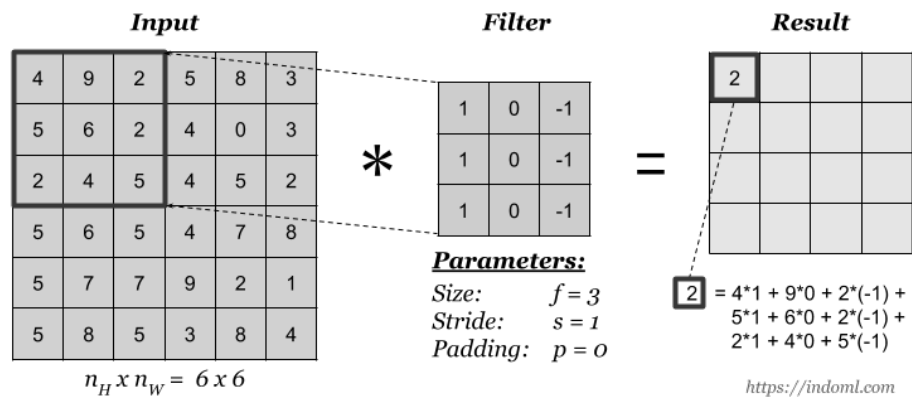 Input
Filter
Result
4 9 2 5 8 3
5 6 2 4 0 3
2 4 5 4 5 2
5 6 5 4 7 8
5 7 7 9 2 1
5 8 5 3 8 4
n_H x n_W = 6 x 6
*
1 0 -1
1 0 -1
1 0 -1
Parameters:
Size: f = 3
Stride: s = 1
Padding: p = 0
=
2
2 = 4*1 + 9*0 + 2*(-1) +
5*1 + 6*0 + 2*(-1) +
2*1 + 4*0 + 5*(-1)
https://indoml.com